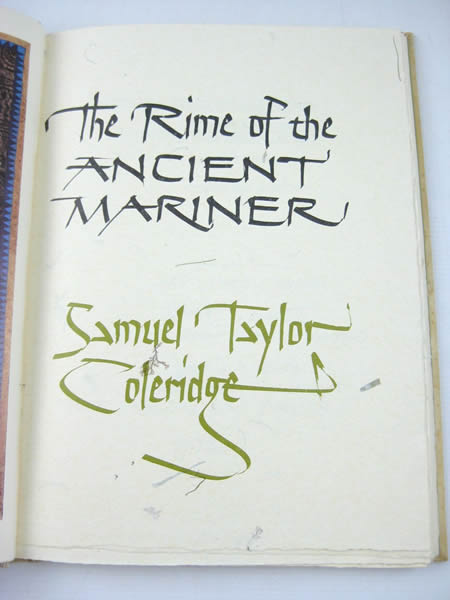 The Rime of the
ANCIENT
MARINER
Samuel Taylor
Coleridge